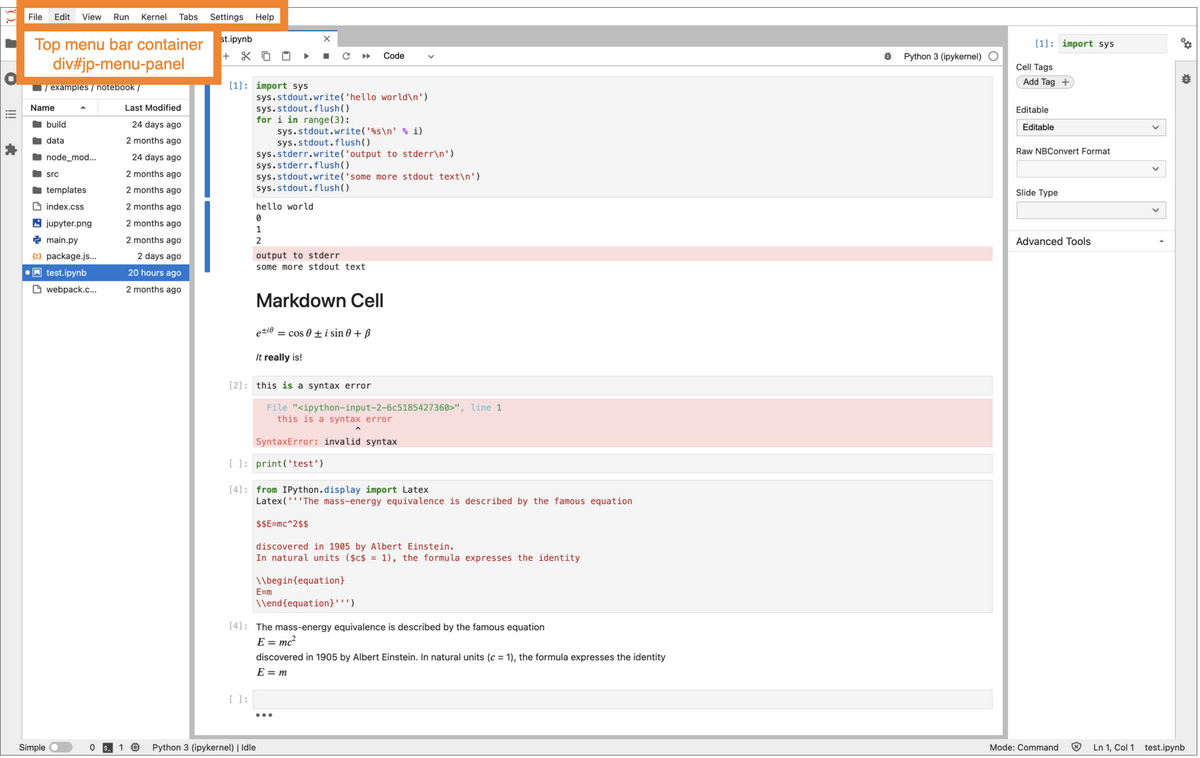 File Edit View Run Kernel Tabs Settings Help
Top menu bar container
div#jp-menu-panel
st.ipynb
Code
Python 3 (ipykernel)
/ examples / notebook /
Name Last Modified
build 24 days ago
data 2 months ago
node_mod... 24 days ago
src 2 months ago
templates 2 months ago
index.css 2 months ago
jupyter.png 2 months ago
main.py 2 months ago
package.js... 2 days ago
test.ipynb 20 hours ago
webpack.c... 2 months ago
[1]: import sys
sys.stdout.write('hello world\n')
sys.stdout.flush()
for i in range(3):
    sys.stdout.write('%s\n' % i)
    sys.stdout.flush()
sys.stderr.write('output to stderr\n')
sys.stderr.flush()
sys.stdout.write('some more stdout text\n')
sys.stdout.flush()
hello world
0
1
2
output to stderr
some more stdout text
Markdown Cell
e^{±iθ} = cos θ ± i sin θ + β
It really is!
[2]: this is a syntax error
File "<ipython-input-2-6c5185427360>", line 1
    this is a syntax error
^
SyntaxError: invalid syntax
[ ]: print('test')
[4]: from IPython.display import Latex
Latex('''The mass-energy equivalence is described by the famous equation
$$E=mc^2$$
discovered in 1905 by Albert Einstein.
In natural units ($c$ = 1), the formula expresses the identity
\\begin{equation}
E=m
\\end{equation}''')
[4]: The mass-energy equivalence is described by the famous equation
E = mc²
discovered in 1905 by Albert Einstein. In natural units (c = 1), the formula expresses the identity
E = m
[ ]:
[1]: import sys
Cell Tags
Add Tag +
Editable
Editable
Raw NBConvert Format
Slide Type
Advanced Tools
Simple 0 $_ 1 Python 3 (ipykernel) | Idle
Mode: Command Ln 1, Col 1 test.ipynb